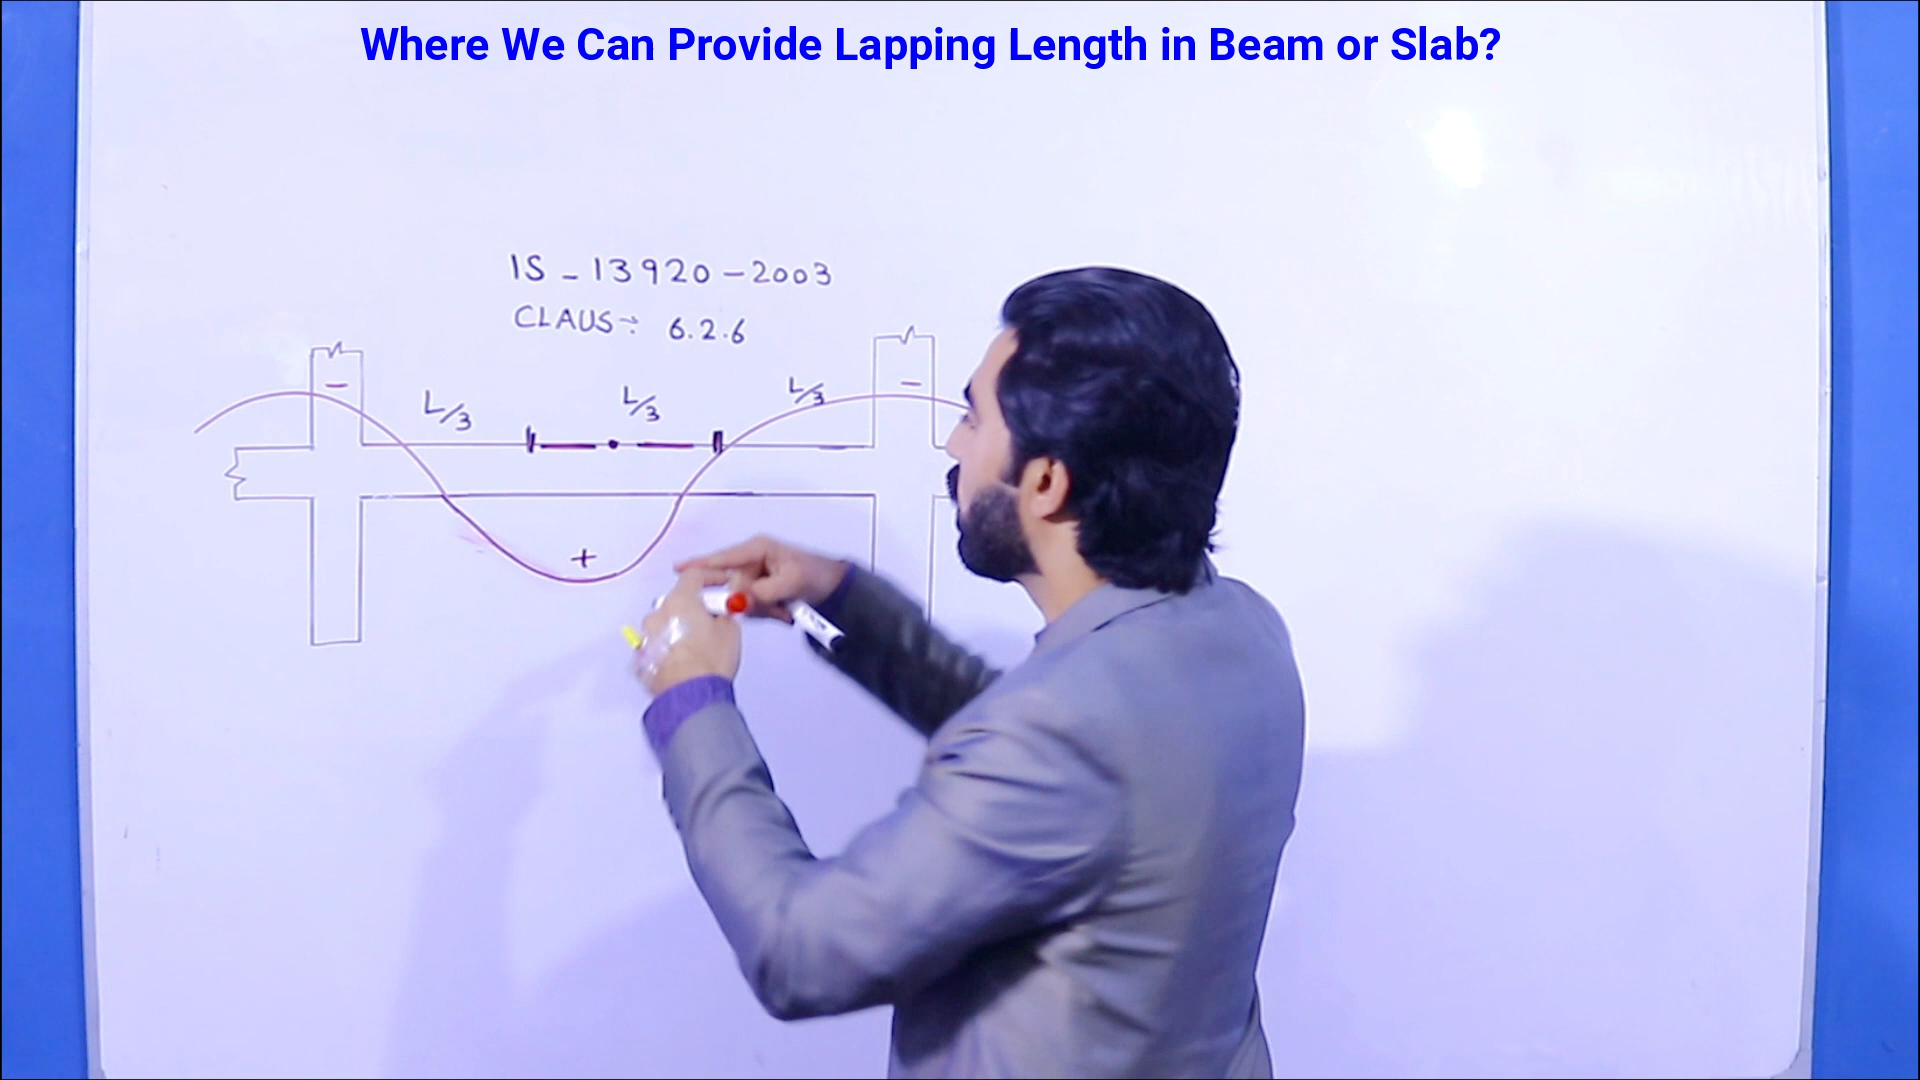 Where We Can Provide Lapping Length in Beam or Slab?
IS - 13920 - 2003
CLAUS: 6.2.6
- L/3 L/3 L/3 -
+